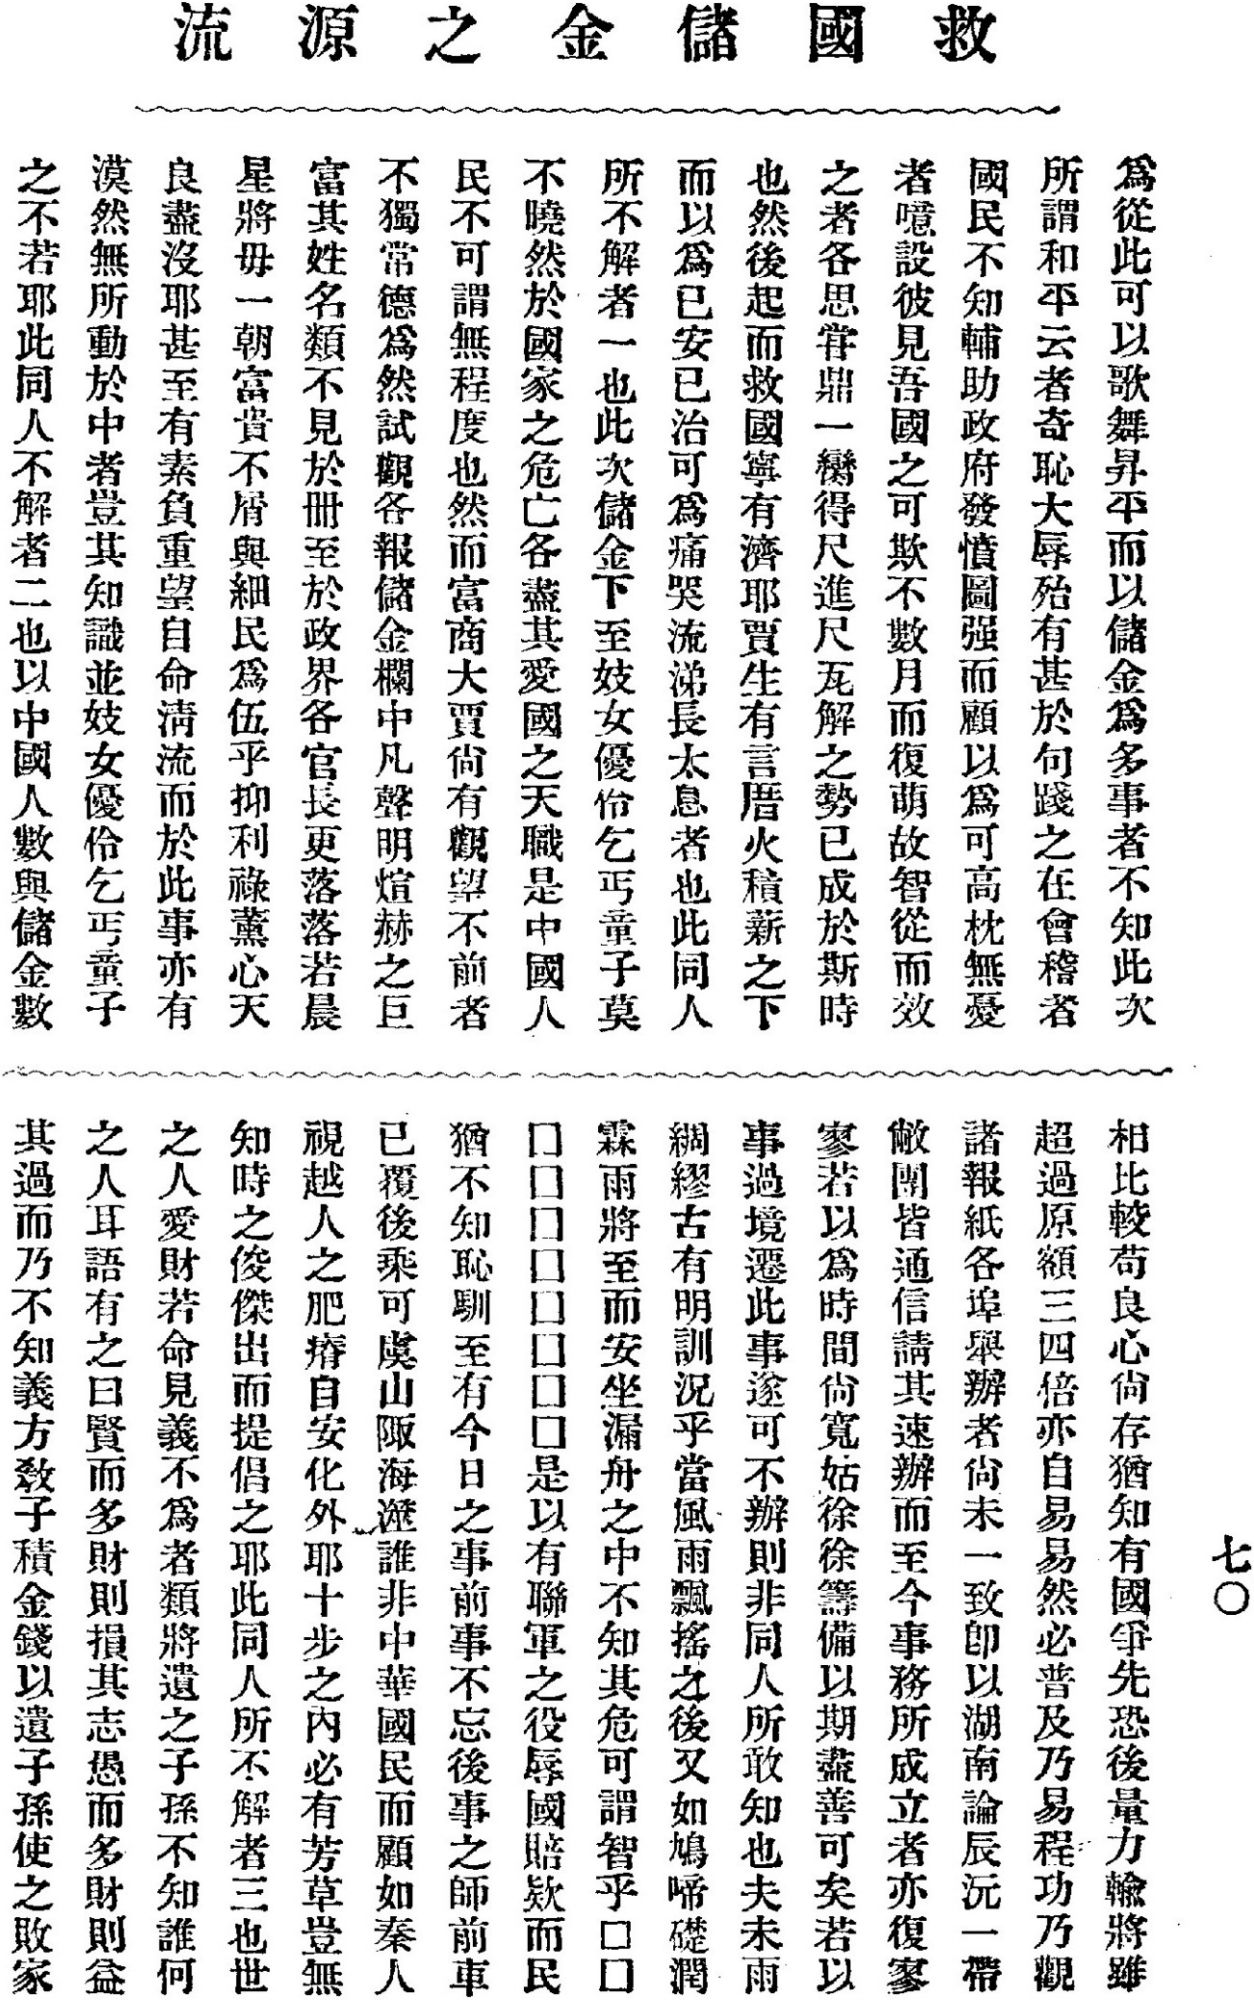 救國儲金之源流
爲從此可以歌舞昇平而以儲金爲多事者不知此次
所謂和平云者奇恥大辱殆有甚於句踐之在會稽者
國民不知輔助政府發憤圖强而顧以爲可高枕無憂
者噫設彼見吾國之可欺不數月而復萌故智從而效
之者各思甞鼎一臠得尺進尺瓦解之勢已成於斯時
也然後起而救國寧有濟耶賈生有言厝火積薪之下
而以爲已安已治可爲痛哭流涕長太息者也此同人
所不解者一也此次儲金下至妓女優伶乞丐童子莫
不曉然於國家之危亡各盡其愛國之天職是中國人
民不可謂無程度也然而富商大賈尙有觀望不前者
不獨常德爲然試觀各報儲金欄中凡聲明煊赫之巨
富其姓名類不見於冊至於政界各官長更落落若晨
星將毋一朝富貴不屑與細民爲伍乎抑利祿薰心天
良盡沒耶甚至有素負重望自命淸流而於此事亦有
漠然無所動於中者豈其知識並妓女優伶乞丐童子
之不若耶此同人不解者二也以中國人數與儲金數
相比較苟良心尙存猶知有國爭先恐後量力輸將雖
超過原額三四倍亦自易易然必普及乃易程功乃觀
諸報紙各埠舉辦者尙未一致卽以湖南論辰沅一帶
敝團皆通信請其速辦而至今事務所成立者亦復寥
寥若以爲時間尙寬姑徐徐籌備以期盡善可矣若以
事過境遷此事遂可不辦則非同人所敢知也夫未雨
綢繆古有明訓況乎當風雨飄搖之後又如鳩啼礎潤
霖雨將至而安坐漏舟之中不知其危可謂智乎□□
□□□□□□□□是以有聯軍之役辱國賠欵而民
猶不知恥馴至有今日之事前事不忘後事之師前車
已覆後乘可虞山陬海澨誰非中華國民而顧如秦人
視越人之肥瘠自安化外耶十步之內必有芳草豈無
知時之俊傑出而提倡之耶此同人所不解者三也世
之人愛財若命見義不爲者類將遺之子孫不知誰何
之人耳語有之曰賢而多財則損其志愚而多財則益
其過而乃不知義方敎子積金錢以遺子孫使之敗家
七〇